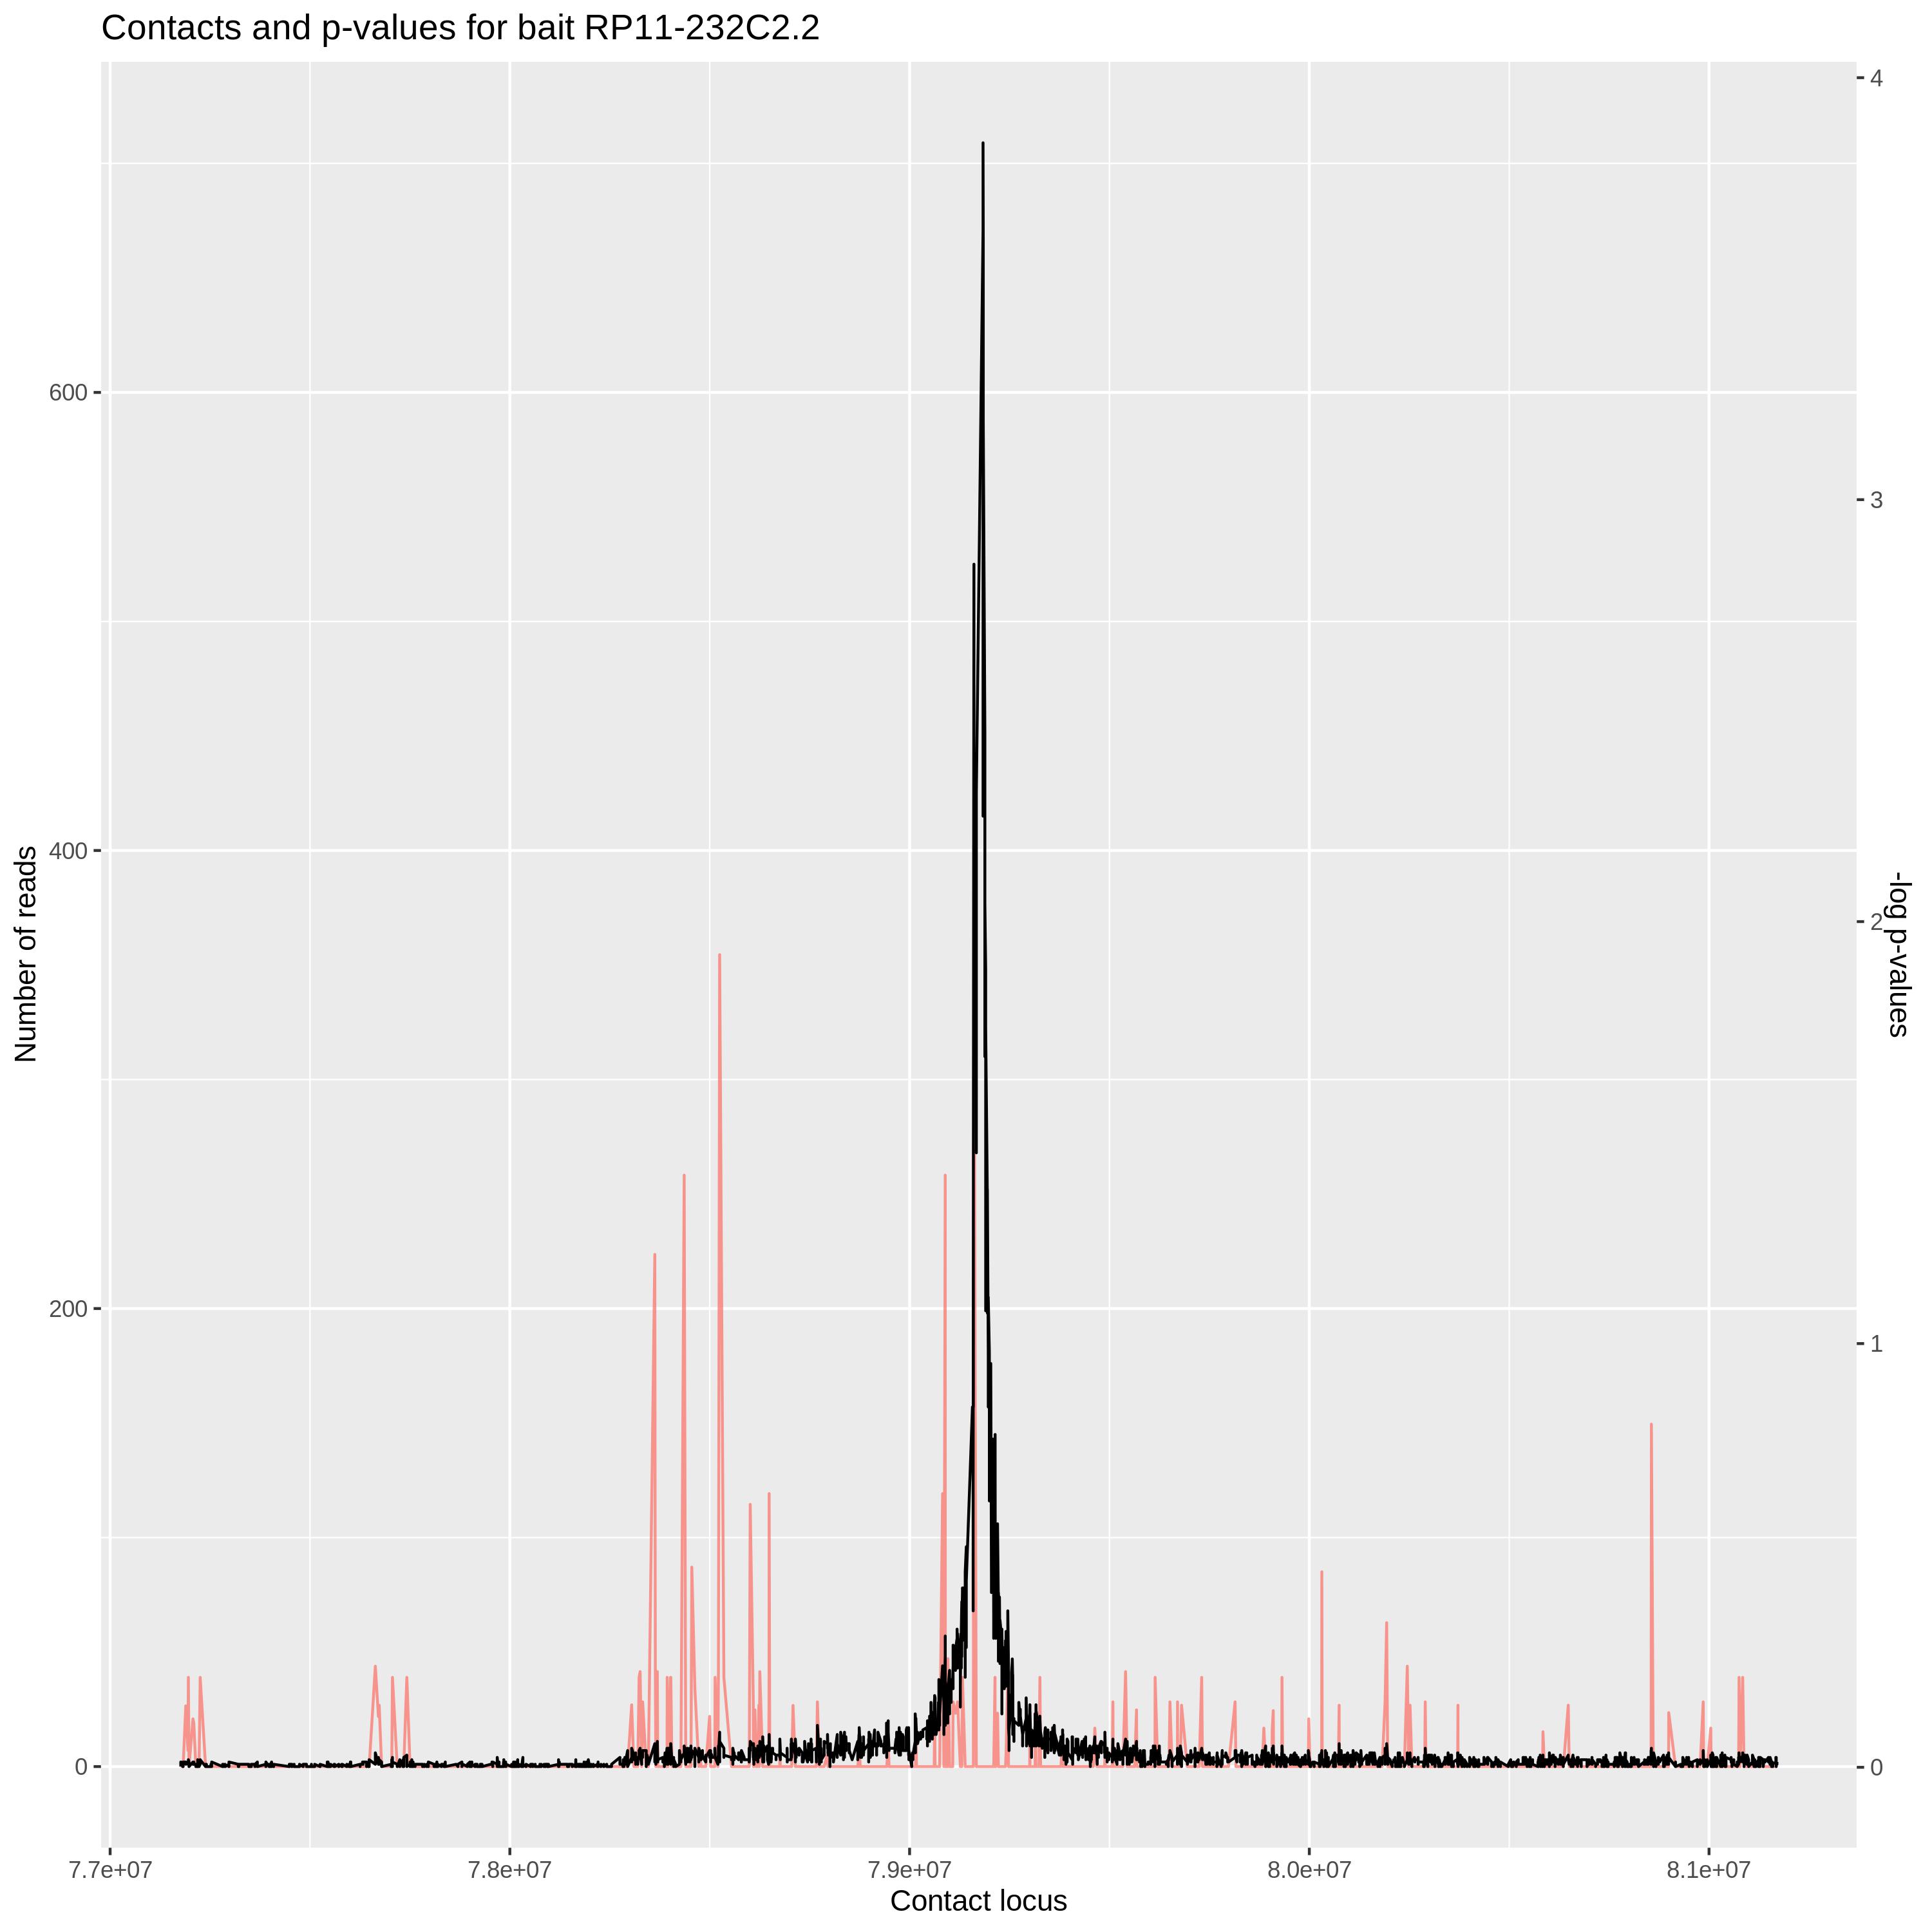 Contacts and p-values for bait RP11-232C2.2
4
600
3
400
2
Number of reads
-log p-values
200
1
0
0
7.7e+07
7.8e+07
7.9e+07
8.0e+07
8.1e+07
Contact locus